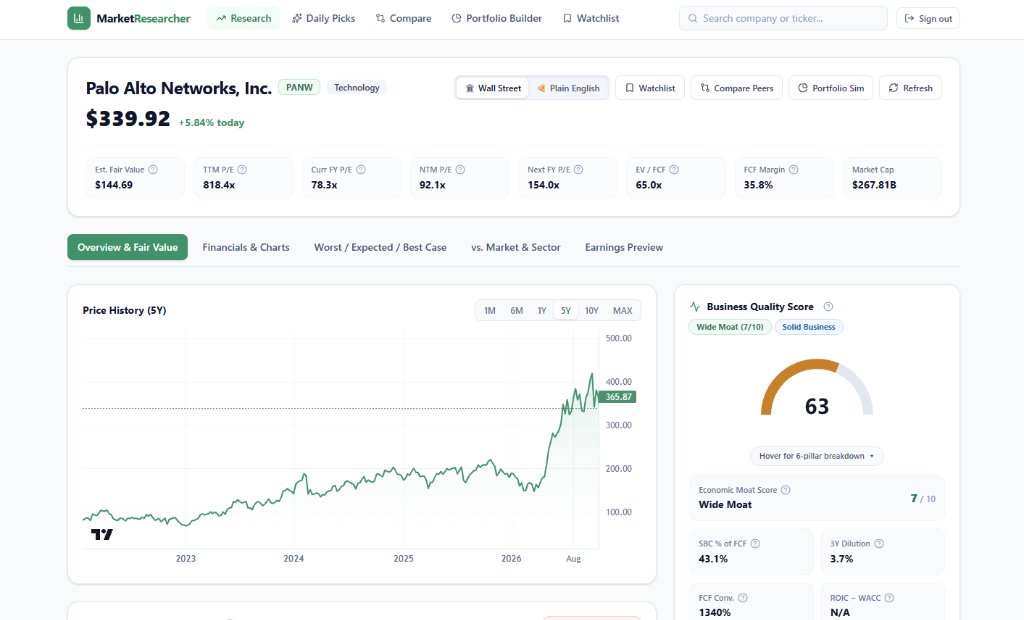 MarketResearcher
Research
Daily Picks
Compare
Portfolio Builder
Watchlist
Search company or ticker...
Sign out
Palo Alto Networks, Inc. PANW Technology
Wall Street
Plain English
Watchlist
Compare Peers
Portfolio Sim
Refresh
$339.92 +5.84% today
Est. Fair Value
$144.69
TTM P/E
818.4x
Curr FY P/E
78.3x
NTM P/E
92.1x
Next FY P/E
154.0x
EV / FCF
65.0x
FCF Margin
35.8%
Market Cap
$267.81B
Overview & Fair Value
Financials & Charts
Worst / Expected / Best Case
vs. Market & Sector
Earnings Preview
Price History (5Y)
1M 6M 1Y 5Y 10Y MAX
500.00
400.00
365.87
300.00
200.00
100.00
2023 2024 2025 2026 Aug
Business Quality Score
Wide Moat (7/10) Solid Business
63
Hover for 6-pillar breakdown
Economic Moat Score
Wide Moat
7 / 10
SBC % of FCF
43.1%
3Y Dilution
3.7%
FCF Conv.
1340%
ROIC – WACC
N/A